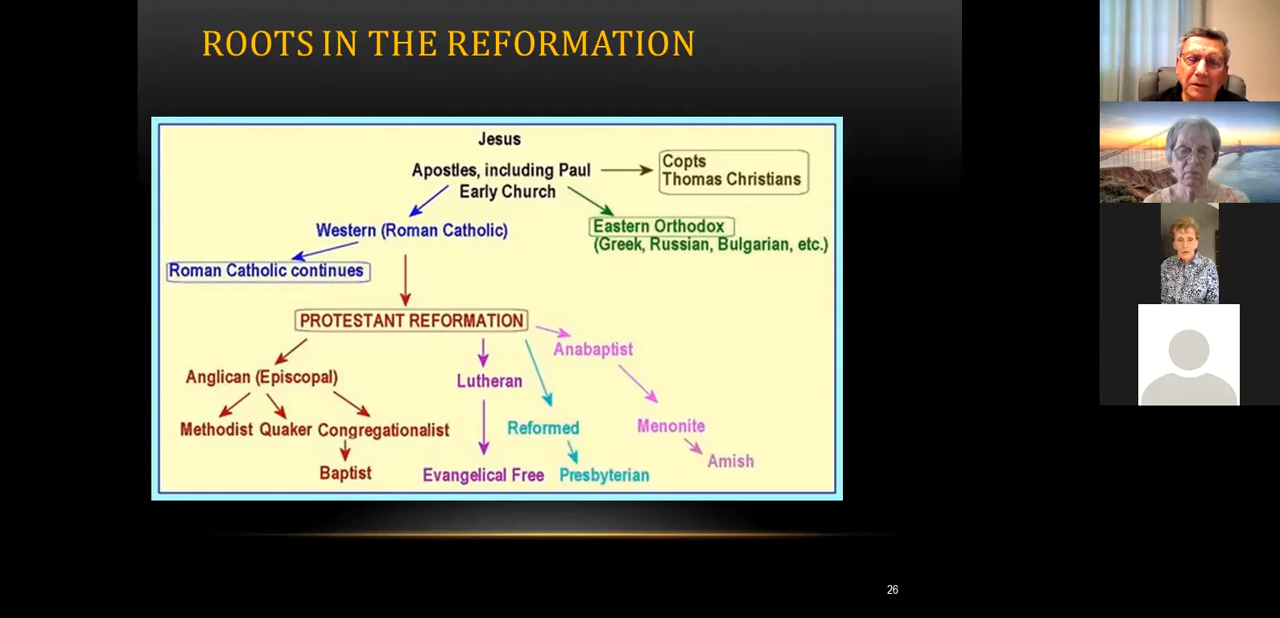 ROOTS IN THE REFORMATION
Jesus
Apostles, including Paul
Early Church
Copts
Thomas Christians
Western (Roman Catholic)
Eastern Orthodox
(Greek, Russian, Bulgarian, etc.)
Roman Catholic continues
PROTESTANT REFORMATION
Anabaptist
Anglican (Episcopal)
Lutheran
Methodist Quaker Congregationalist
Reformed
Menonite
Baptist
Evangelical Free
Presbyterian
Amish
26